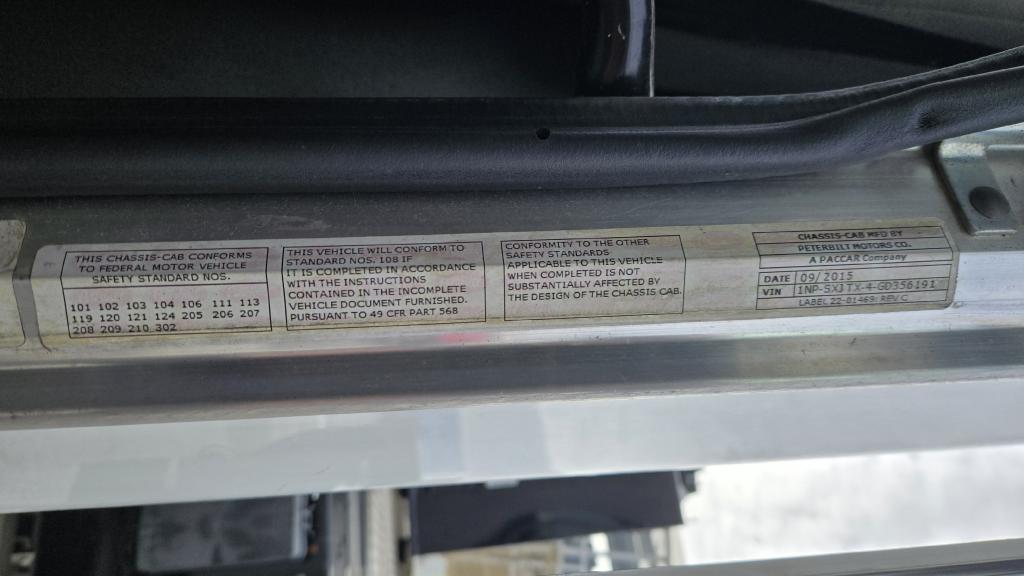 THIS CHASSIS-CAB CONFORMS
TO FEDERAL MOTOR VEHICLE
SAFETY STANDARD NOS.
101 102 103 104 106 111 113
119 120 121 124 205 206 207
208 209 210 302
THIS VEHICLE WILL CONFORM TO
STANDARD NOS. 108 IF
IT IS COMPLETED IN ACCORDANCE
WITH THE INSTRUCTIONS
CONTAINED IN THE INCOMPLETE
VEHICLE DOCUMENT FURNISHED.
PURSUANT TO 49 CFR PART 568
CONFORMITY TO THE OTHER
SAFETY STANDARDS
APPLICABLE TO THIS VEHICLE
WHEN COMPLETED IS NOT
SUBSTANTIALLY AFFECTED BY
THE DESIGN OF THE CHASSIS CAB.
CHASSIS-CAB MFD BY
PETERBILT MOTORS CO.
A PACCAR Company
DATE 09/2015
VIN 1NP-SXJTX-4-GD356191
LABEL 22-01469: REV C